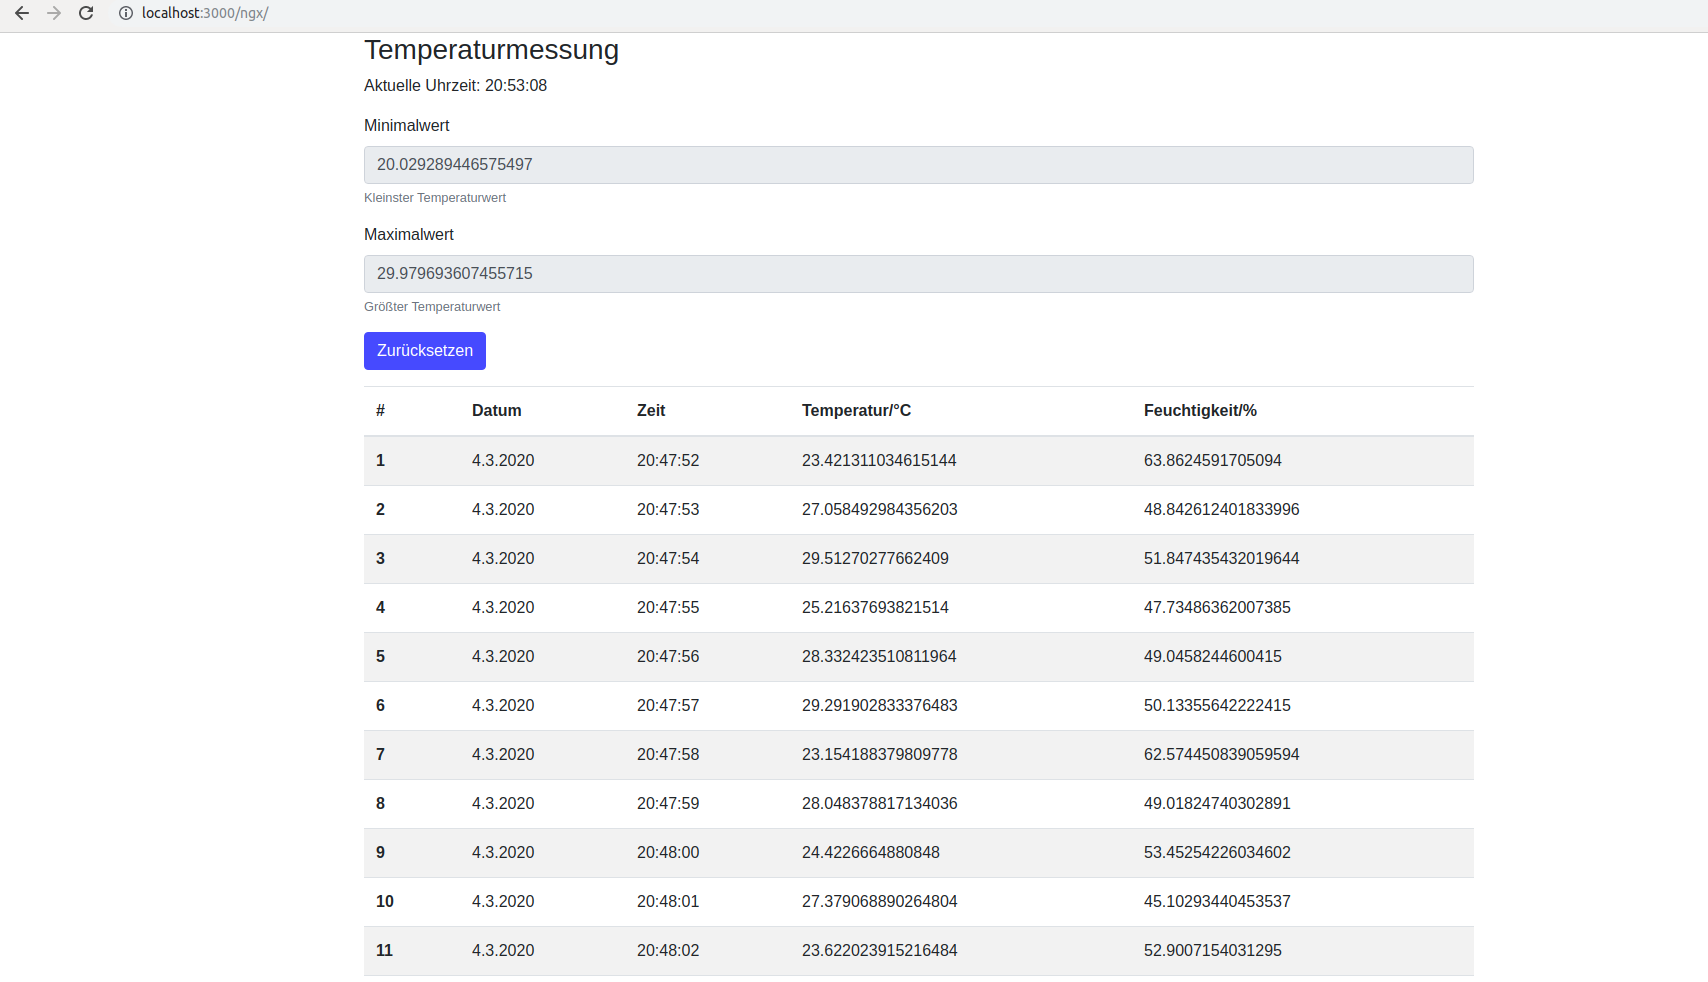 localhost:3000/ngx/
Temperaturmessung
Aktuelle Uhrzeit: 20:53:08
Minimalwert
20.029289446575497
Kleinster Temperaturwert
Maximalwert
29.979693607455715
Größter Temperaturwert
Zurücksetzen
# Datum Zeit Temperatur/°C Feuchtigkeit/%
1 4.3.2020 20:47:52 23.421311034615144 63.8624591705094
2 4.3.2020 20:47:53 27.058492984356203 48.842612401833996
3 4.3.2020 20:47:54 29.51270277662409 51.847435432019644
4 4.3.2020 20:47:55 25.21637693821514 47.73486362007385
5 4.3.2020 20:47:56 28.332423510811964 49.0458244600415
6 4.3.2020 20:47:57 29.291902833376483 50.13355642222415
7 4.3.2020 20:47:58 23.154188379809778 62.574450839059594
8 4.3.2020 20:47:59 28.048378817134036 49.01824740302891
9 4.3.2020 20:48:00 24.4226664880848 53.45254226034602
10 4.3.2020 20:48:01 27.379068890264804 45.10293440453537
11 4.3.2020 20:48:02 23.622023915216484 52.9007154031295